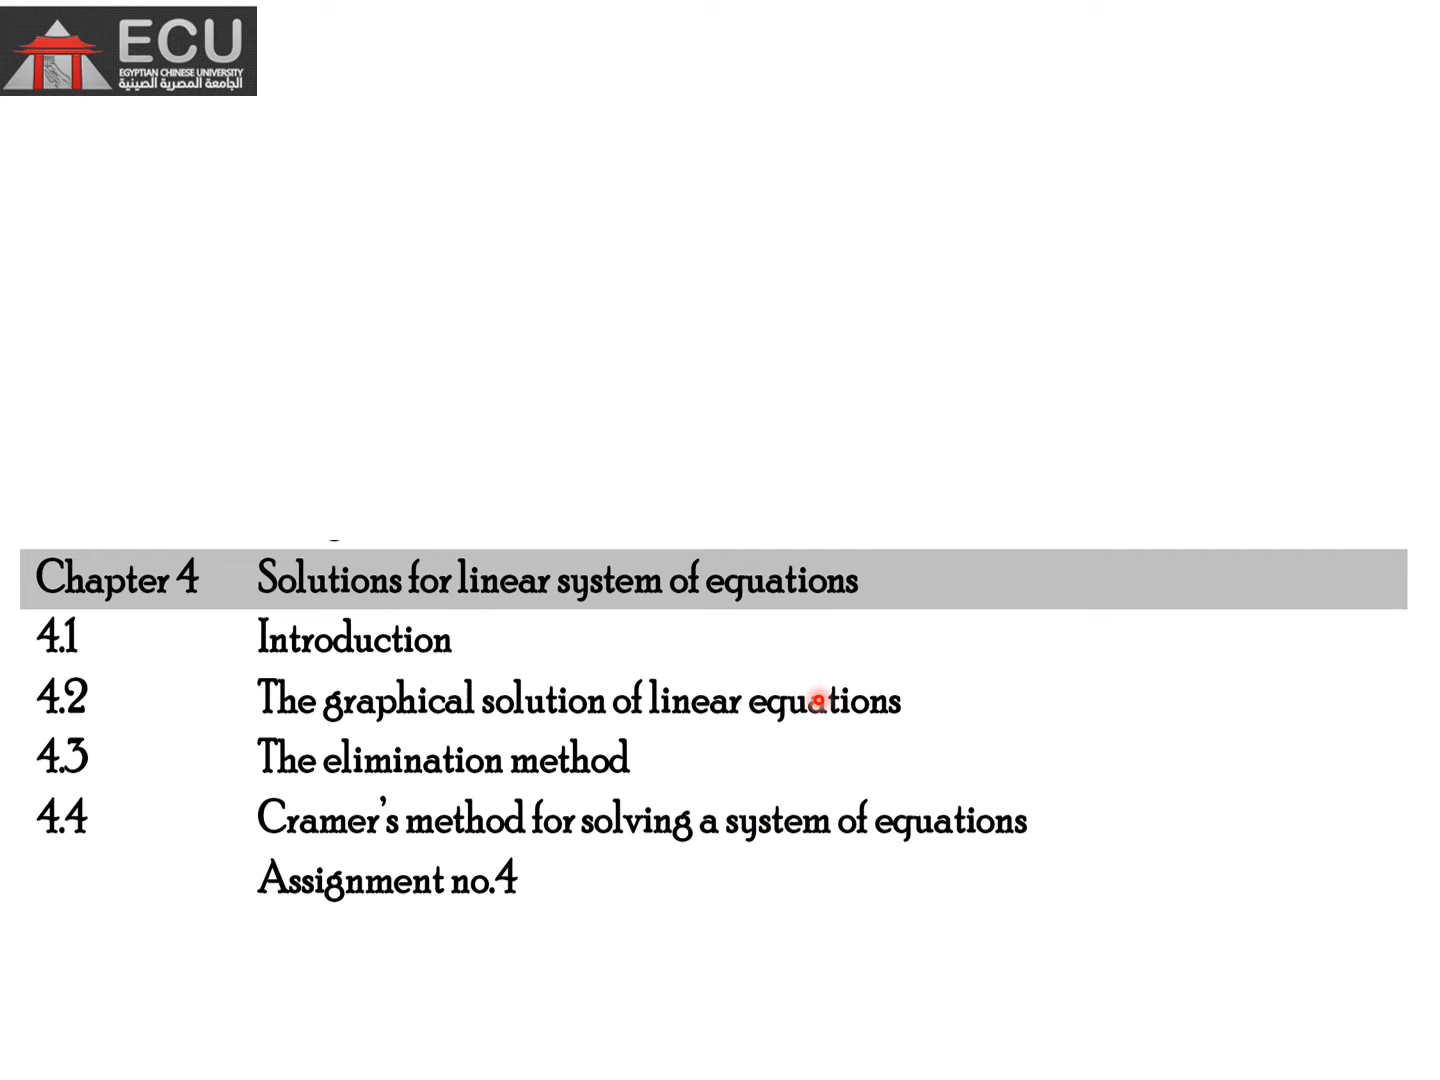 ECU
EGYPTIAN CHINESE UNIVERSITY
الجامعة المصرية الصينية
Chapter 4 Solutions for linear system of equations
4.1 Introduction
4.2 The graphical solution of linear equations
4.3 The elimination method
4.4 Cramer's method for solving a system of equations
Assignment no.4